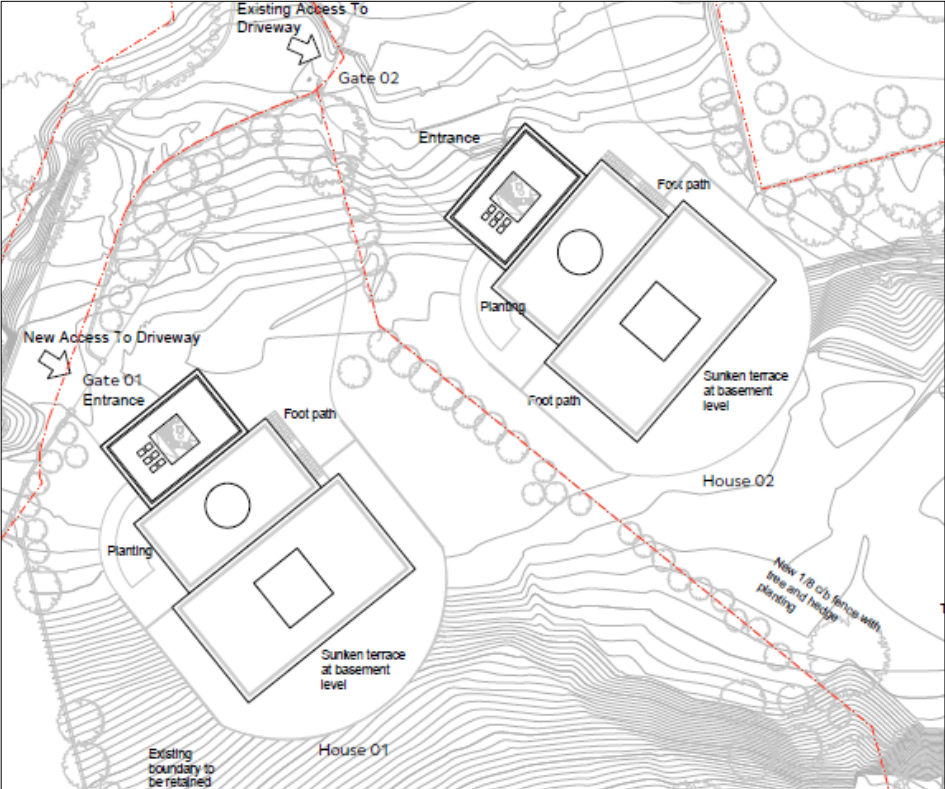 Existing Access To
Driveway
Gate 02
Entrance
Foot path
Planting
New Access To Driveway
Gate 01
Entrance
Foot path
Foot path
Sunken terrace
at basement
level
House 02
Planting
New 1/8 c/b fence with
tree and hedge
planting
Sunken terrace
at basement
level
House 01
Existing
boundary to
be retained